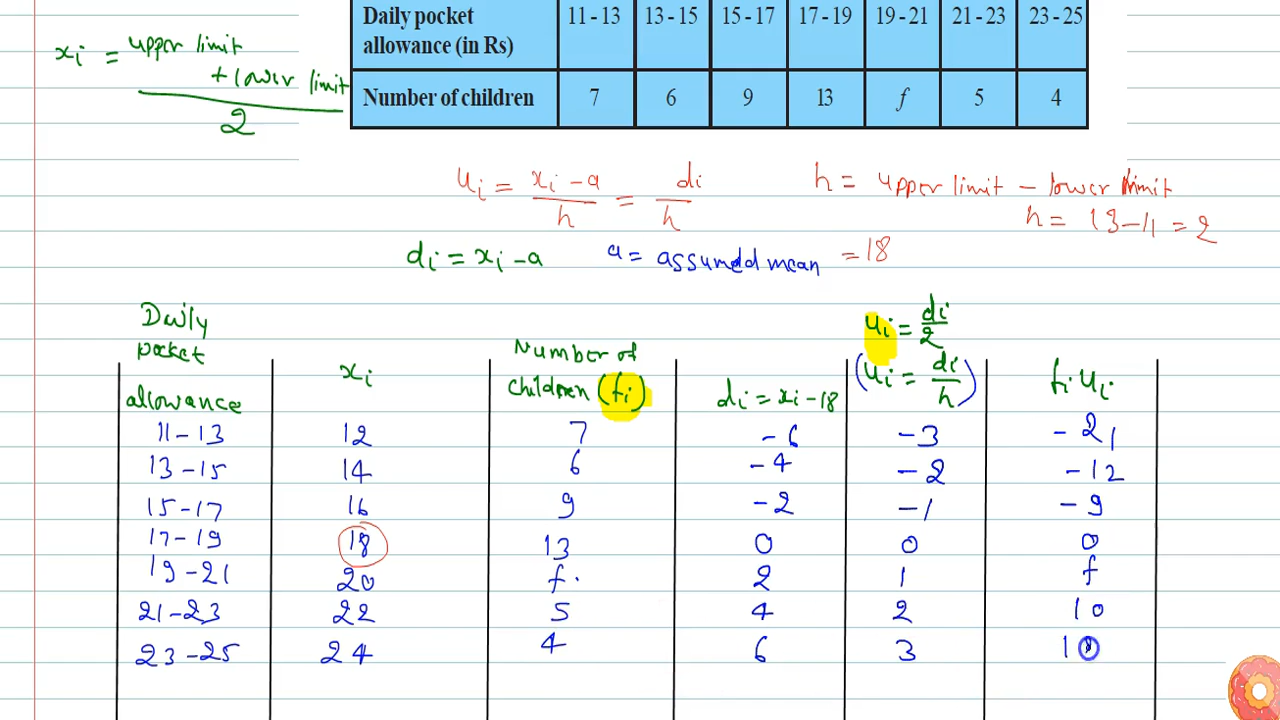 Daily pocket allowance (in Rs) 11 - 13 13 - 15 15 - 17 17 - 19 19 - 21 21 - 23 23 - 25
Number of children 7 6 9 13 f 5 4
xi = upper limit + lower limit / 2
ui = xi - a / h = di / h
h = upper limit - lower limit
h = 13 - 11 = 2
di = xi - a a = assumed mean = 18
ui = di / 2
Daily pocket allowance xi Number of children (fi) di = xi - 18 (ui = di / h) fi ui
11 - 13 12 7 - 6 - 3 - 21
13 - 15 14 6 - 4 - 2 - 12
15 - 17 16 9 - 2 - 1 - 9
17 - 19 18 13 0 0 0
19 - 21 20 f 2 1 f
21 - 23 22 5 4 2 10
23 - 25 24 4 6 3